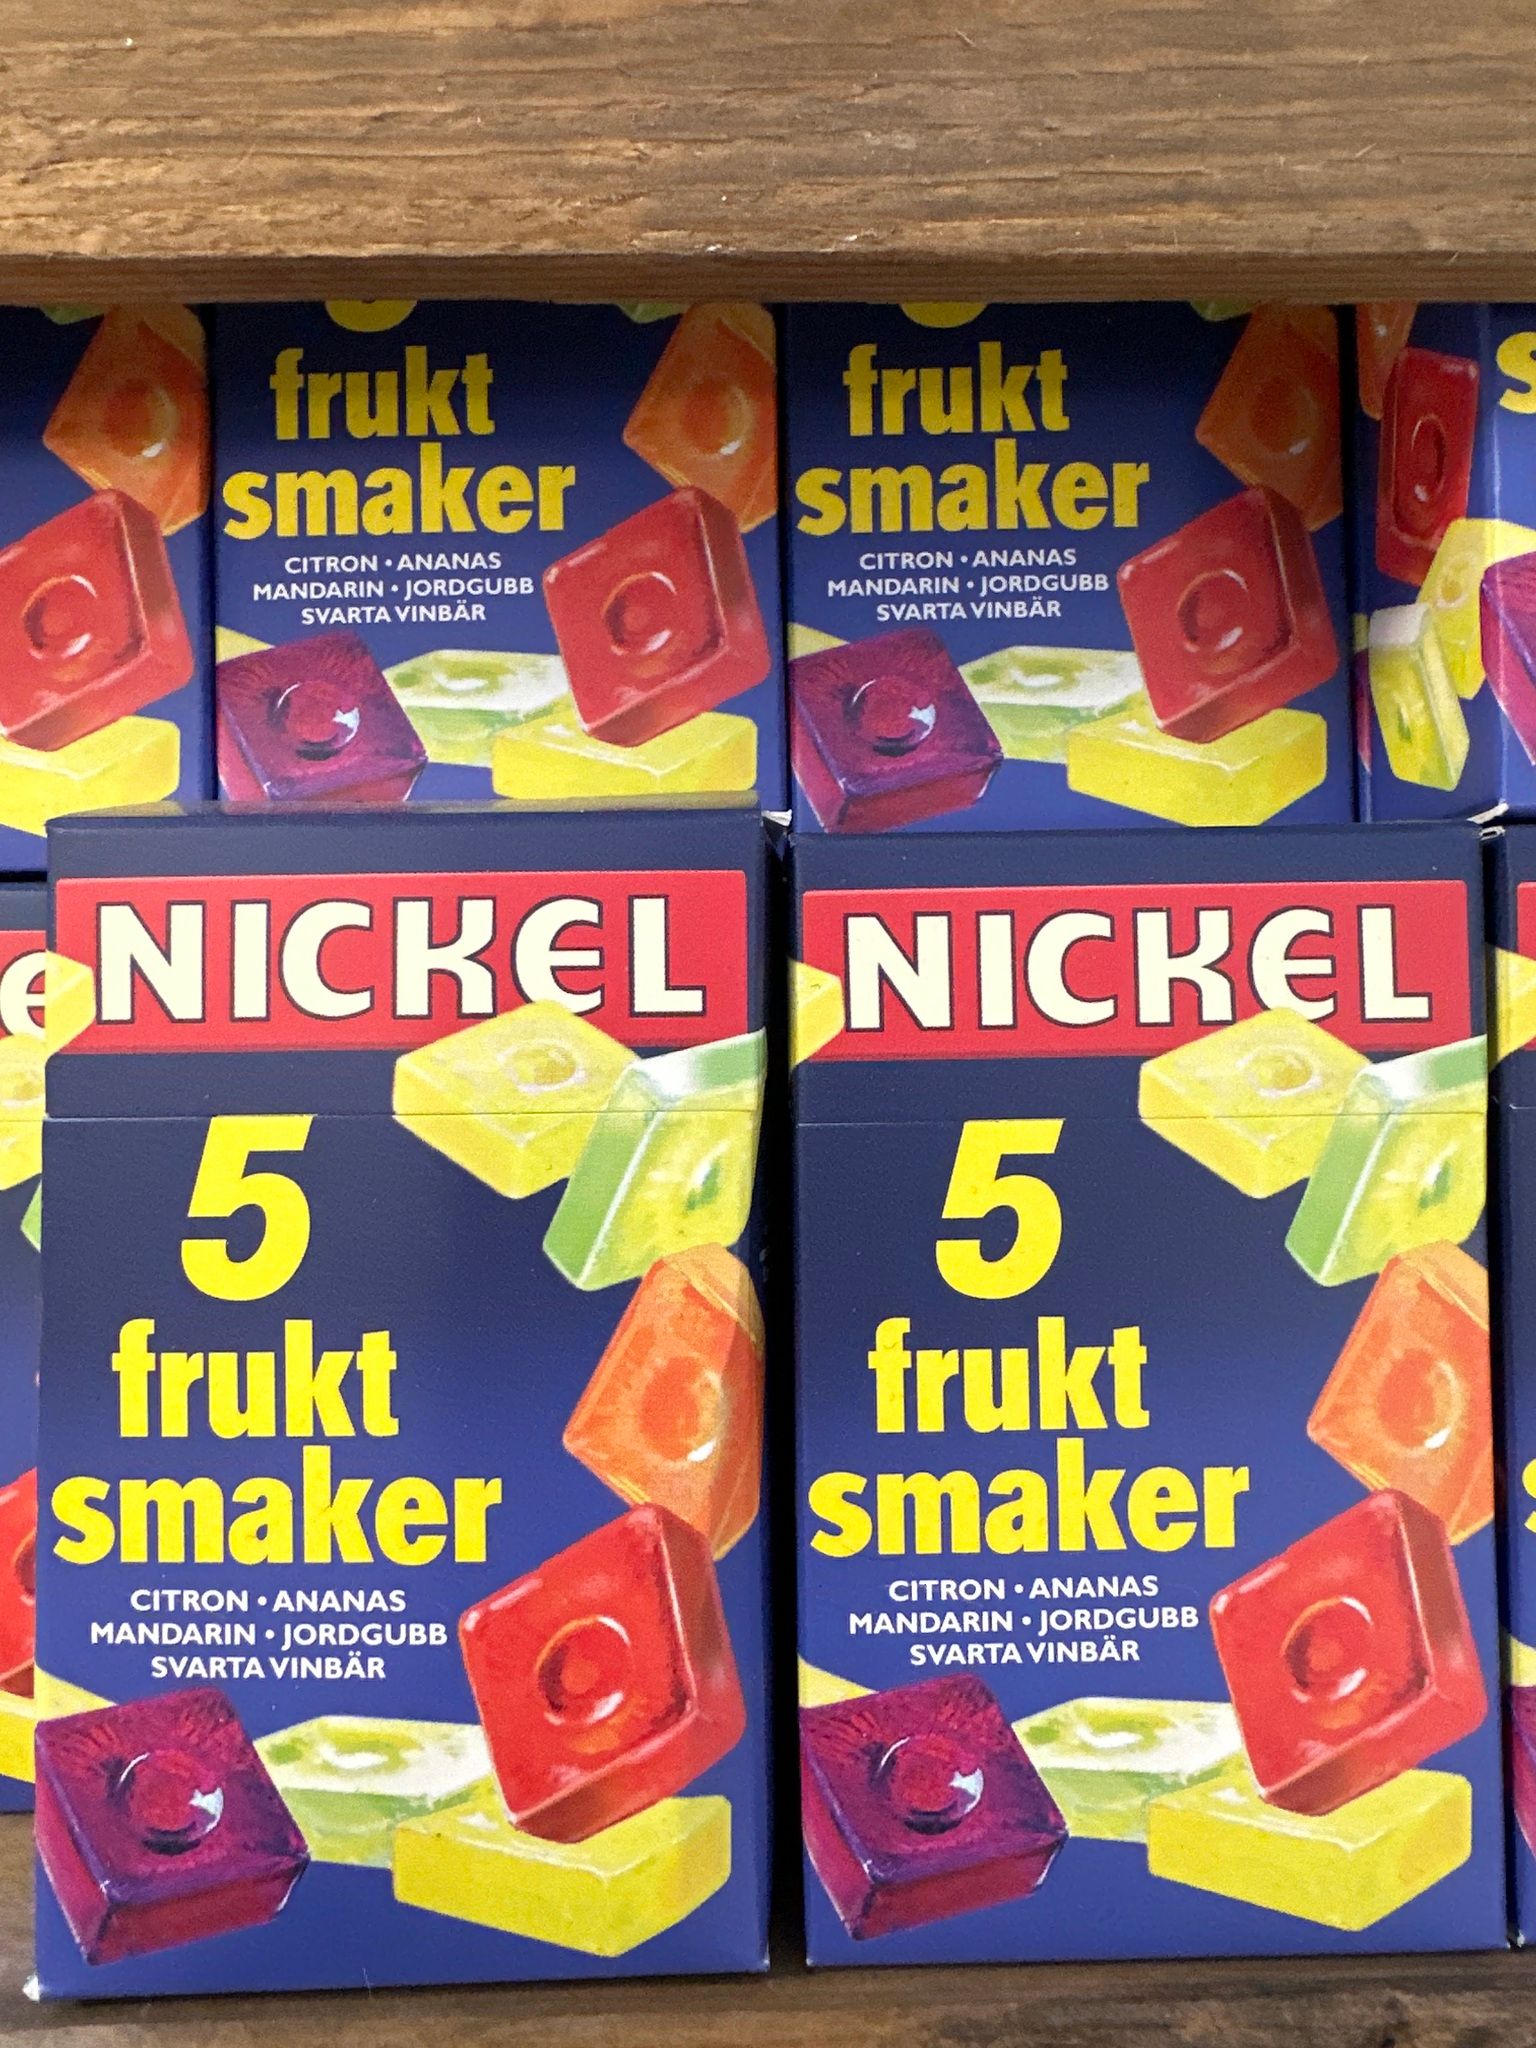 frukt
smaker
CITRON • ANANAS
MANDARIN • JORDGUBB
SVARTA VINBÄR
frukt
smaker
CITRON • ANANAS
MANDARIN • JORDGUBB
SVARTA VINBÄR
NICKEL
5
frukt
smaker
CITRON • ANANAS
MANDARIN • JORDGUBB
SVARTA VINBÄR
NICKEL
5
frukt
smaker
CITRON • ANANAS
MANDARIN • JORDGUBB
SVARTA VINBÄR